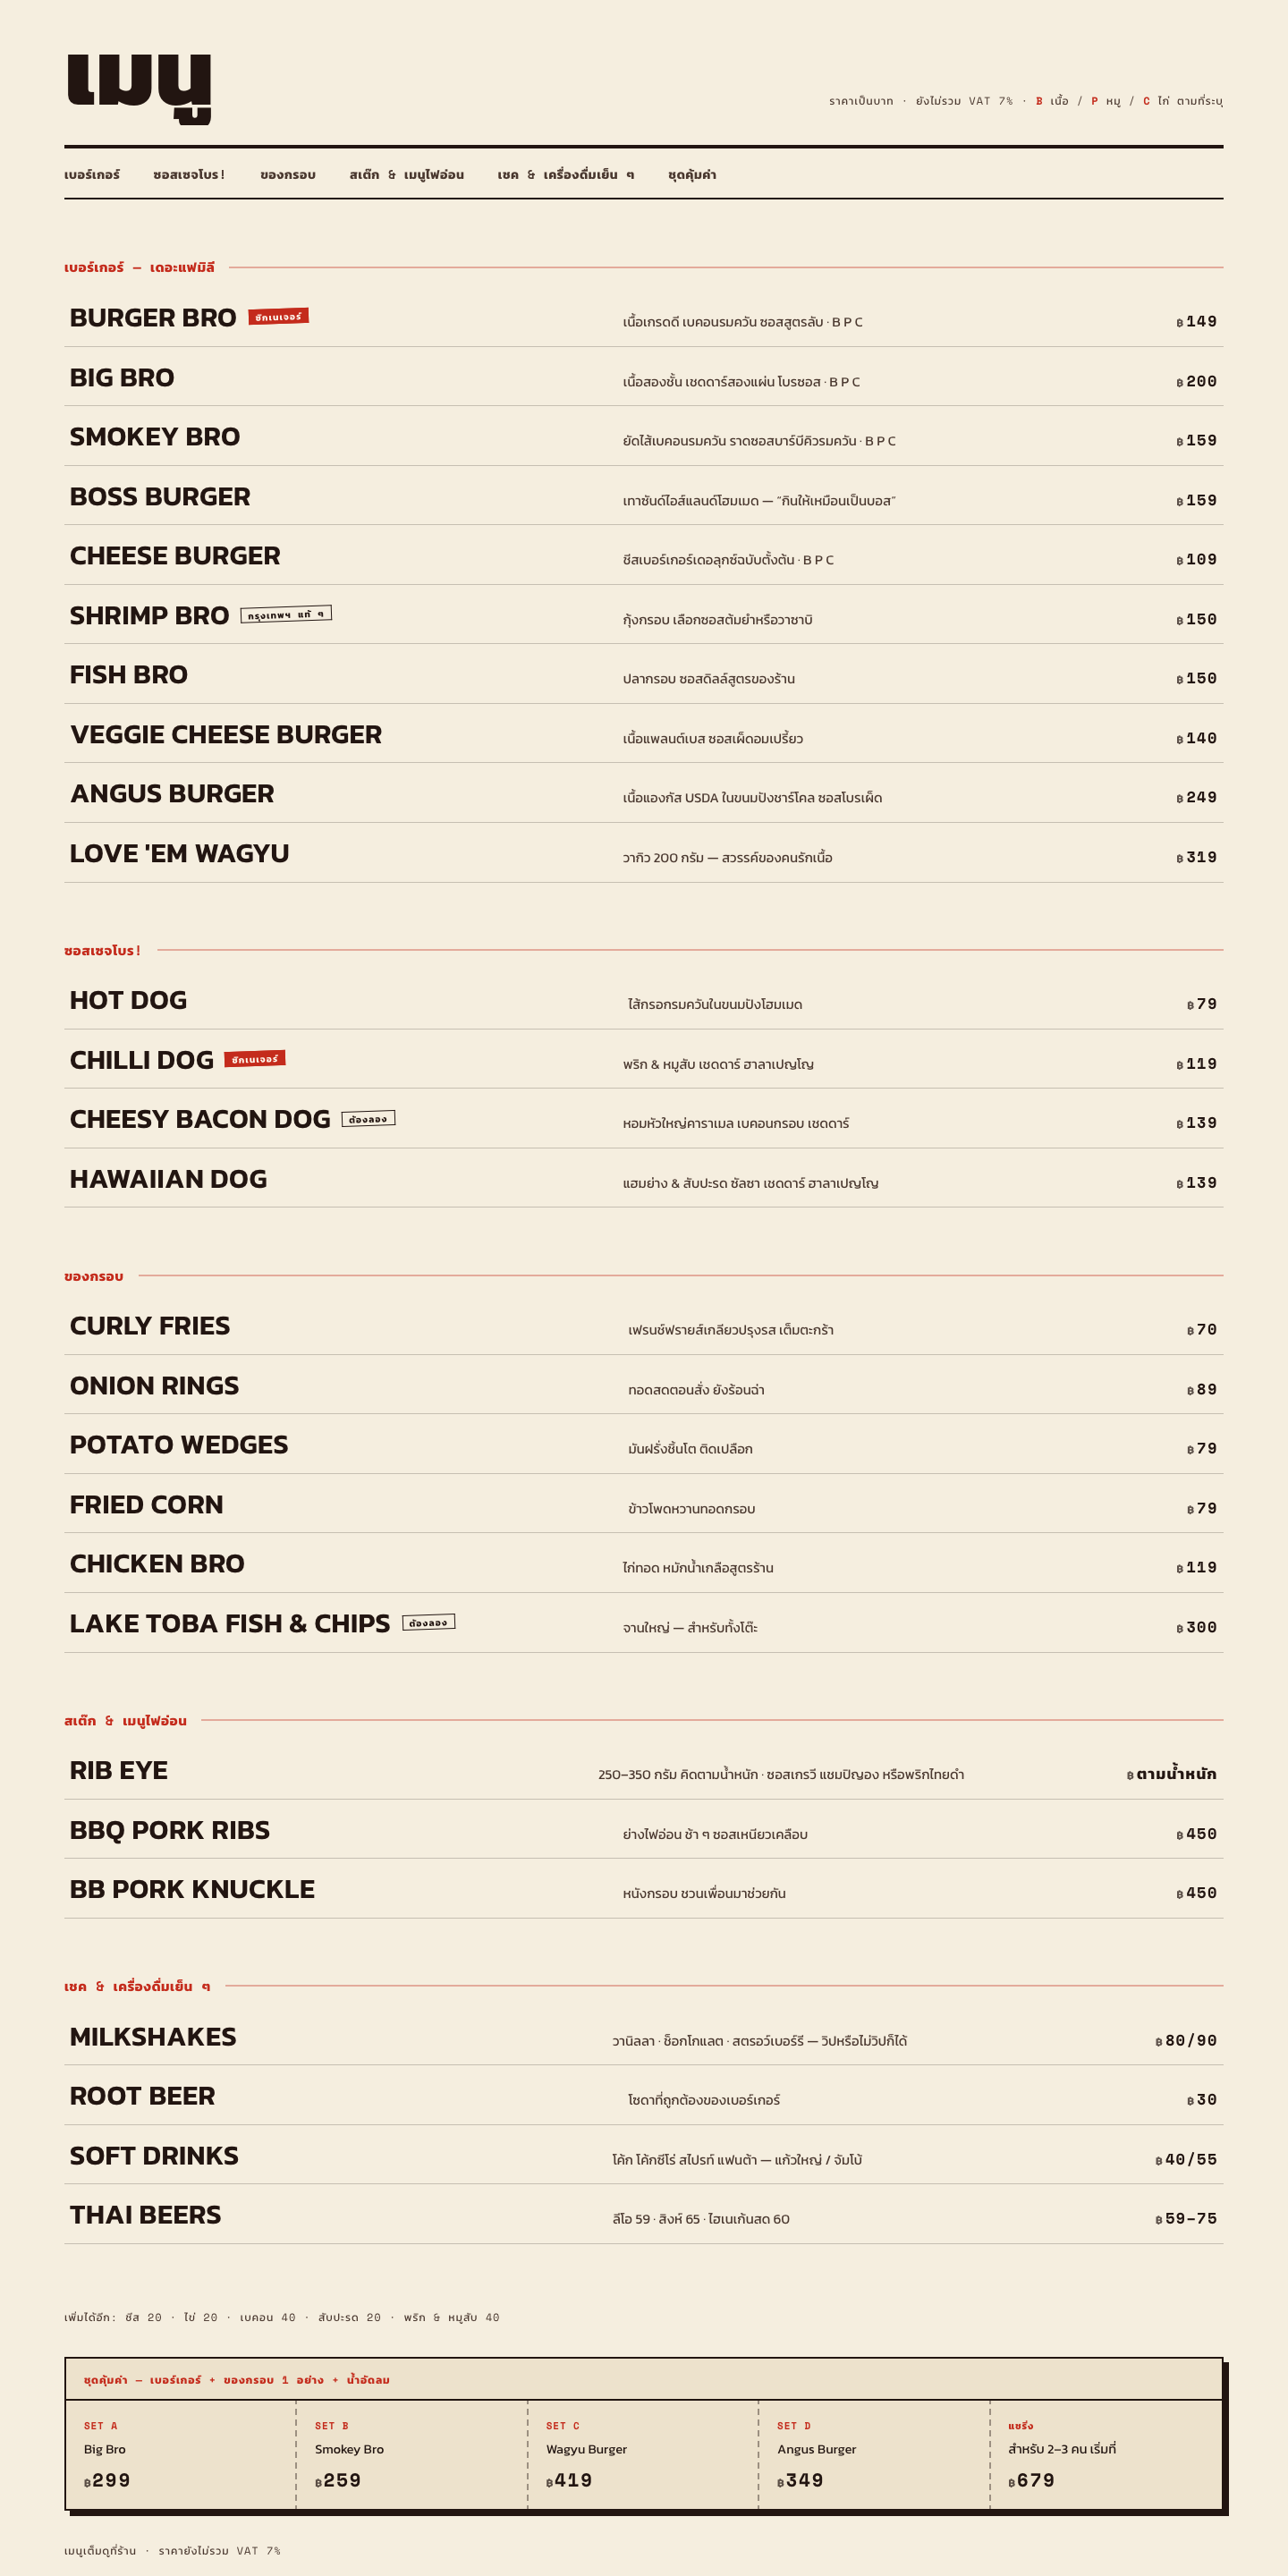 เมนู
ราคาเป็นบาท · ยังไม่รวม VAT 7% · B เนื้อ / P หมู / C ไก่ ตามที่ระบุ
เบอร์เกอร์ ซอสเซจโบร! ของกรอบ สเต๊ก & เมนูไฟอ่อน เชค & เครื่องดื่มเย็น ๆ ชุดคุ้มค่า
เบอร์เกอร์ — เดอะแฟมิลี
BURGER BRO ซิกเนเจอร์ เนื้อเกรดดี เบคอนรมควัน ซอสสูตรลับ · B P C ฿149
BIG BRO เนื้อสองชั้น เชดดาร์สองแผ่น โบรซอส · B P C ฿200
SMOKEY BRO ยัดไส้เบคอนรมควัน ราดซอสบาร์บีคิวรมควัน · B P C ฿159
BOSS BURGER เทาซันด์ไอส์แลนด์โฮมเมด — “กินให้เหมือนเป็นบอส” ฿159
CHEESE BURGER ชีสเบอร์เกอร์เดอลุกซ์ฉบับตั้งต้น · B P C ฿109
SHRIMP BRO กรุงเทพฯ แท้ ๆ กุ้งกรอบ เลือกซอสต้มยำหรือวาซาบิ ฿150
FISH BRO ปลากรอบ ซอสดิลล์สูตรของร้าน ฿150
VEGGIE CHEESE BURGER เนื้อแพลนต์เบส ซอสเผ็ดอมเปรี้ยว ฿140
ANGUS BURGER เนื้อแองกัส USDA ในขนมปังชาร์โคล ซอสโบรเผ็ด ฿249
LOVE 'EM WAGYU วากิว 200 กรัม — สวรรค์ของคนรักเนื้อ ฿319
ซอสเซจโบร!
HOT DOG ไส้กรอกรมควันในขนมปังโฮมเมด ฿79
CHILLI DOG ซิกเนเจอร์ พริก & หมูสับ เชดดาร์ ฮาลาเปญโญ ฿119
CHEESY BACON DOG ต้องลอง หอมหัวใหญ่คาราเมล เบคอนกรอบ เชดดาร์ ฿139
HAWAIIAN DOG แฮมย่าง & สับปะรด ซัลซา เชดดาร์ ฮาลาเปญโญ ฿139
ของกรอบ
CURLY FRIES เฟรนช์ฟรายส์เกลียวปรุงรส เต็มตะกร้า ฿70
ONION RINGS ทอดสดตอนสั่ง ยังร้อนฉ่า ฿89
POTATO WEDGES มันฝรั่งชิ้นโต ติดเปลือก ฿79
FRIED CORN ข้าวโพดหวานทอดกรอบ ฿79
CHICKEN BRO ไก่ทอด หมักน้ำเกลือสูตรร้าน ฿119
LAKE TOBA FISH & CHIPS ต้องลอง จานใหญ่ — สำหรับทั้งโต๊ะ ฿300
สเต๊ก & เมนูไฟอ่อน
RIB EYE 250–350 กรัม คิดตามน้ำหนัก · ซอสเกรวี แชมปิญอง หรือพริกไทยดำ ฿ตามน้ำหนัก
BBQ PORK RIBS ย่างไฟอ่อน ช้า ๆ ซอสเหนียวเคลือบ ฿450
BB PORK KNUCKLE หนังกรอบ ชวนเพื่อนมาช่วยกัน ฿450
เชค & เครื่องดื่มเย็น ๆ
MILKSHAKES วานิลลา · ช็อกโกแลต · สตรอว์เบอร์รี — วิปหรือไม่วิปก็ได้ ฿80/90
ROOT BEER โซดาที่ถูกต้องของเบอร์เกอร์ ฿30
SOFT DRINKS โค้ก โค้กซีโร่ สไปรท์ แฟนต้า — แก้วใหญ่ / จัมโบ้ ฿40/55
THAI BEERS ลีโอ 59 · สิงห์ 65 · ไฮเนเก้นสด 60 ฿59–75
เพิ่มได้อีก: ชีส 20 · ไข่ 20 · เบคอน 40 · สับปะรด 20 · พริก & หมูสับ 40
ชุดคุ้มค่า — เบอร์เกอร์ + ของกรอบ 1 อย่าง + น้ำอัดลม
SET A SET B SET C SET D แชริ่ง
Big Bro Smokey Bro Wagyu Burger Angus Burger สำหรับ 2–3 คน เริ่มที่
฿299 ฿259 ฿419 ฿349 ฿679
เมนูเต็มดูที่ร้าน · ราคายังไม่รวม VAT 7%